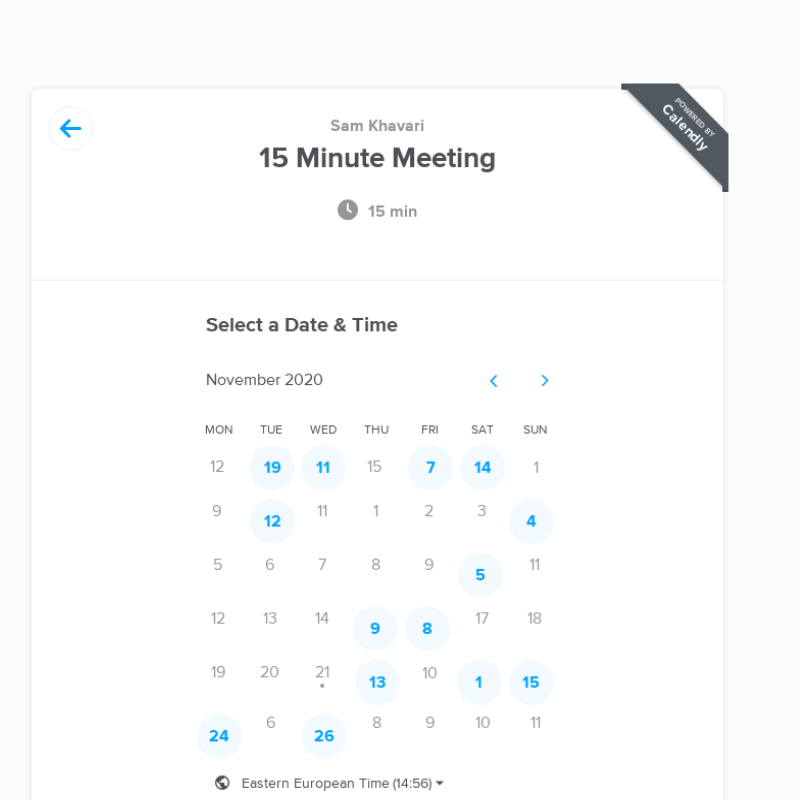 POWERED BY
Calendly
Sam Khavari
15 Minute Meeting
15 min
Select a Date & Time
November 2020
MON TUE WED THU FRI SAT SUN
12 19 11 15 7 14 1
9 12 11 1 2 3 4
5 6 7 8 9 5 11
12 13 14 9 8 17 18
19 20 21 13 10 1 15
24 6 26 8 9 10 11
Eastern European Time (14:56)